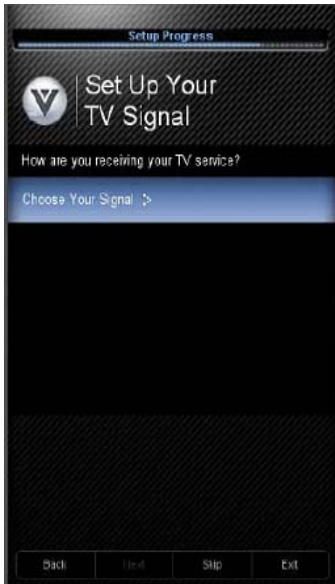 Setup Progress
Set Up Your
TV Signal
How are you receiving your TV service?
Choose Your Signal
Back Next Skip Exit